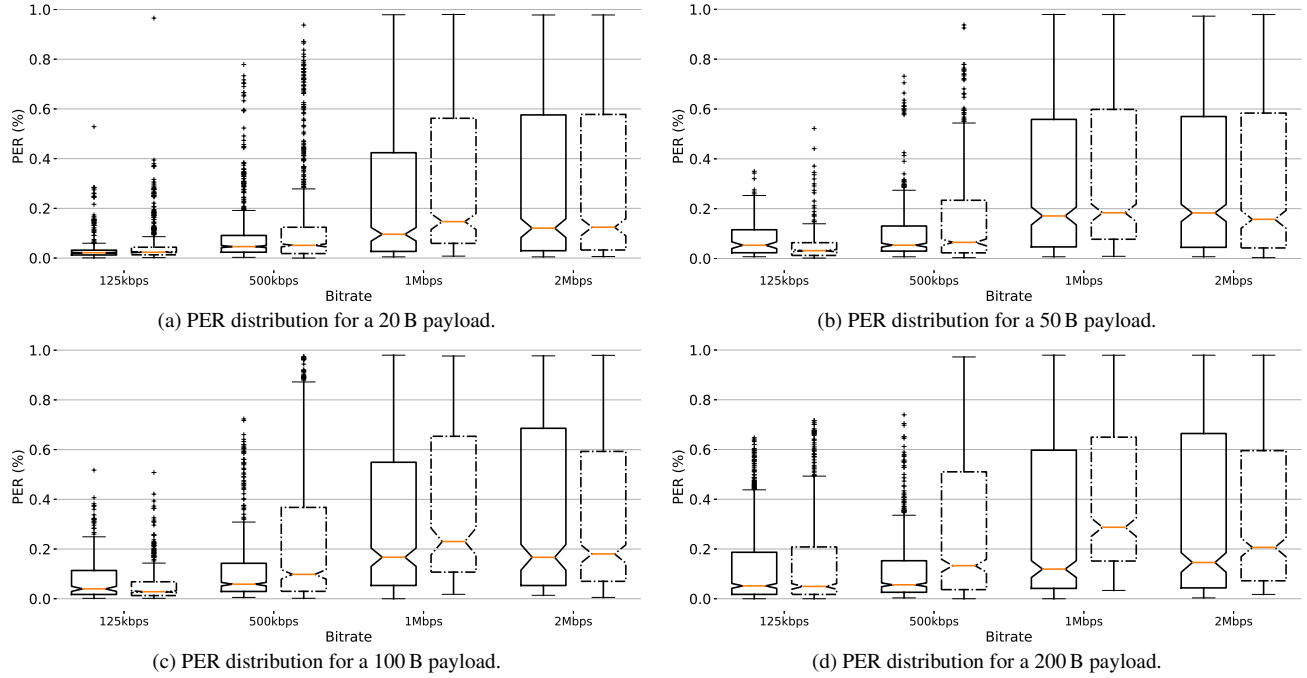 1.0
0.8
0.6
0.4
0.2
0.0
PER (%)
125kbps 500kbps 1Mbps 2Mbps
Bitrate
(a) PER distribution for a 20 B payload.
1.0
0.8
0.6
0.4
0.2
0.0
PER (%)
125kbps 500kbps 1Mbps 2Mbps
Bitrate
(b) PER distribution for a 50 B payload.
1.0
0.8
0.6
0.4
0.2
0.0
PER (%)
125kbps 500kbps 1Mbps 2Mbps
Bitrate
(c) PER distribution for a 100 B payload.
1.0
0.8
0.6
0.4
0.2
0.0
PER (%)
125kbps 500kbps 1Mbps 2Mbps
Bitrate
(d) PER distribution for a 200 B payload.